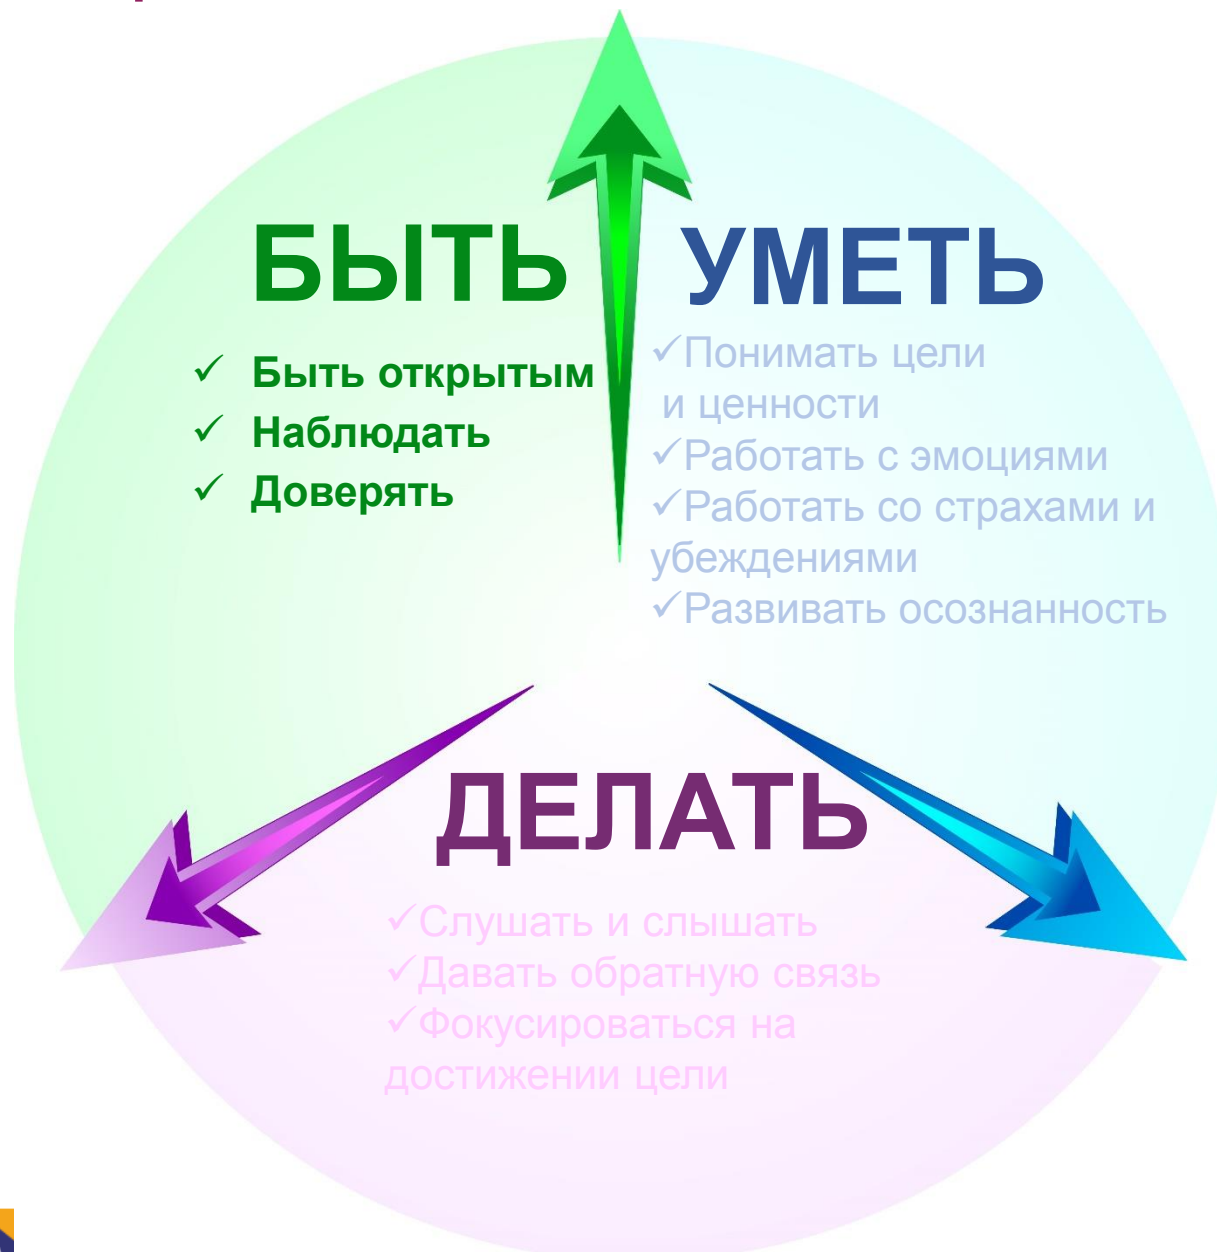 БЫТЬ
✓ Быть открытым
✓ Наблюдать
✓ Доверять
УМЕТЬ
✓Понимать цели
и ценности
✓Работать с эмоциями
✓Работать со страхами и
убеждениями
✓Развивать осознанность
ДЕЛАТЬ
✓Слушать и слышать
✓Давать обратную связь
✓Фокусироваться на
достижении цели